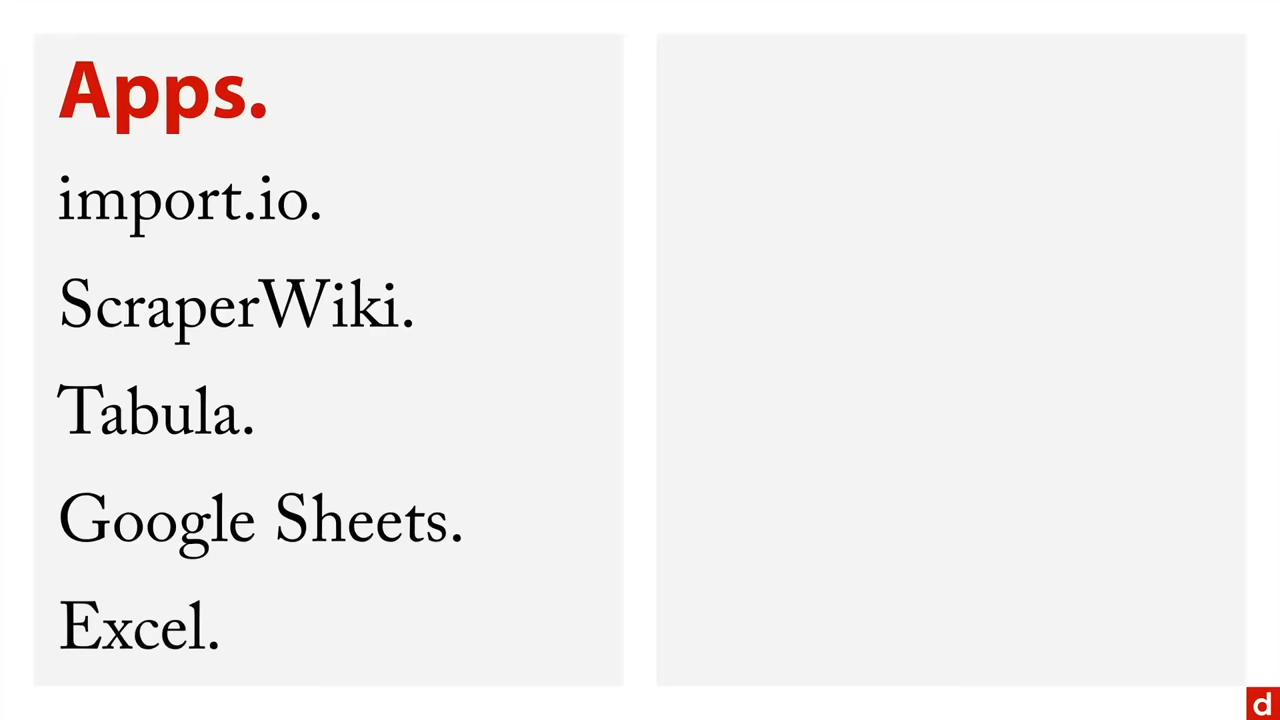 Apps.
import.io.
ScraperWiki.
Tabula.
Google Sheets.
Excel.
d